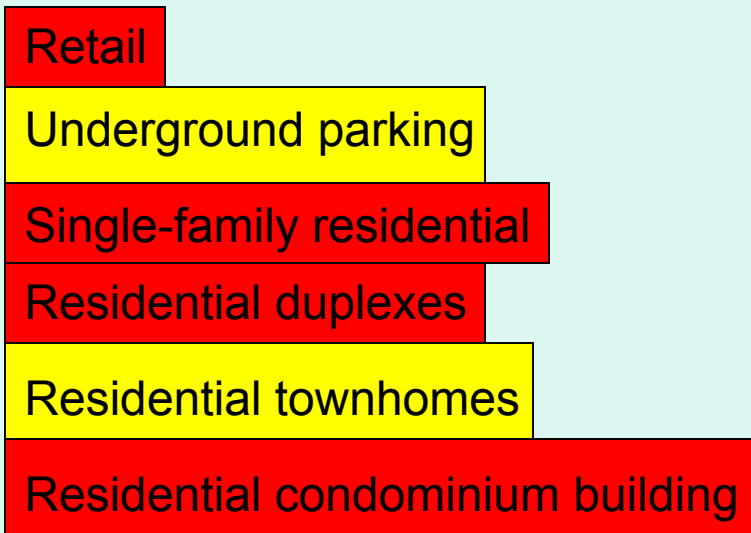 Retail
Underground parking
Single-family residential
Residential duplexes
Residential townhomes
Residential condominium building